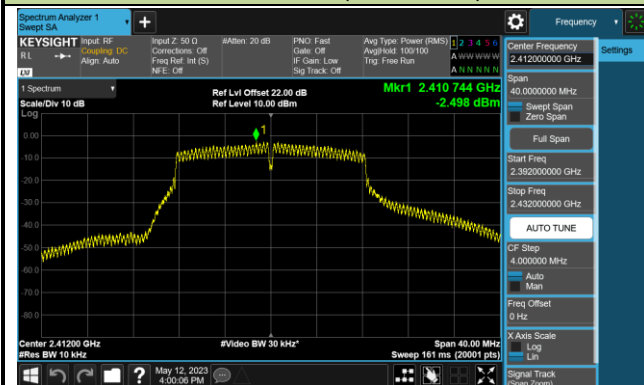 Spectrum Analyzer 1
Swept SA
Frequency
KEYSIGHT
RL
LXI
Input: RF
Coupling: DC
Align: Auto
Input Z: 50 Ω
Corrections: Off
Freq Ref: Int (S)
NFE: Off
#Atten: 20 dB
PNO: Fast
Gate: Off
IF Gain: Low
Sig Track: Off
Avg Type: Power (RMS)
Avg|Hold: 100/100
Trig: Free Run
1 2 3 4 5 6
A W W W W W
A N N N N N
Center Frequency
2.412000000 GHz
Settings
Span
40.0000000 MHz
Swept Span
Zero Span
Full Span
Start Freq
2.392000000 GHz
Stop Freq
2.432000000 GHz
AUTO TUNE
CF Step
4.000000 MHz
Auto
Man
Freq Offset
0 Hz
X Axis Scale
Log
Lin
Signal Track
(Span Zoom)
1 Spectrum
Scale/Div 10 dB
Log
Ref Lvl Offset 22.00 dB
Ref Level 10.00 dBm
Mkr1 2.410 744 GHz
-2.498 dBm
1
0.00
-10.0
-20.0
-30.0
-40.0
-50.0
-60.0
-70.0
-80.0
Center 2.41200 GHz
#Res BW 10 kHz
#Video BW 30 kHz*
Span 40.00 MHz
Sweep 161 ms (20001 pts)
?
May 12, 2023
4:00:06 PM